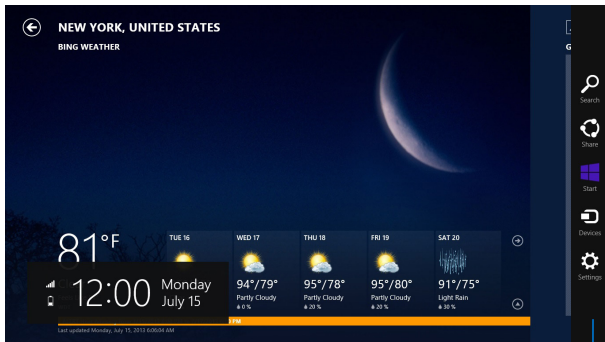 NEW YORK, UNITED STATES
BING WEATHER
G
Search
Share
Start
Devices
Settings
81°F
TUE 16
WED 17
94°/79°
Partly Cloudy
0 %
THU 18
95°/78°
Partly Cloudy
20 %
FRI 19
95°/80°
Partly Cloudy
20 %
SAT 20
91°/75°
Light Rain
30 %
12:00
Monday
July 15
PM
Last updated Monday, July 15, 2013 6:06:04 AM